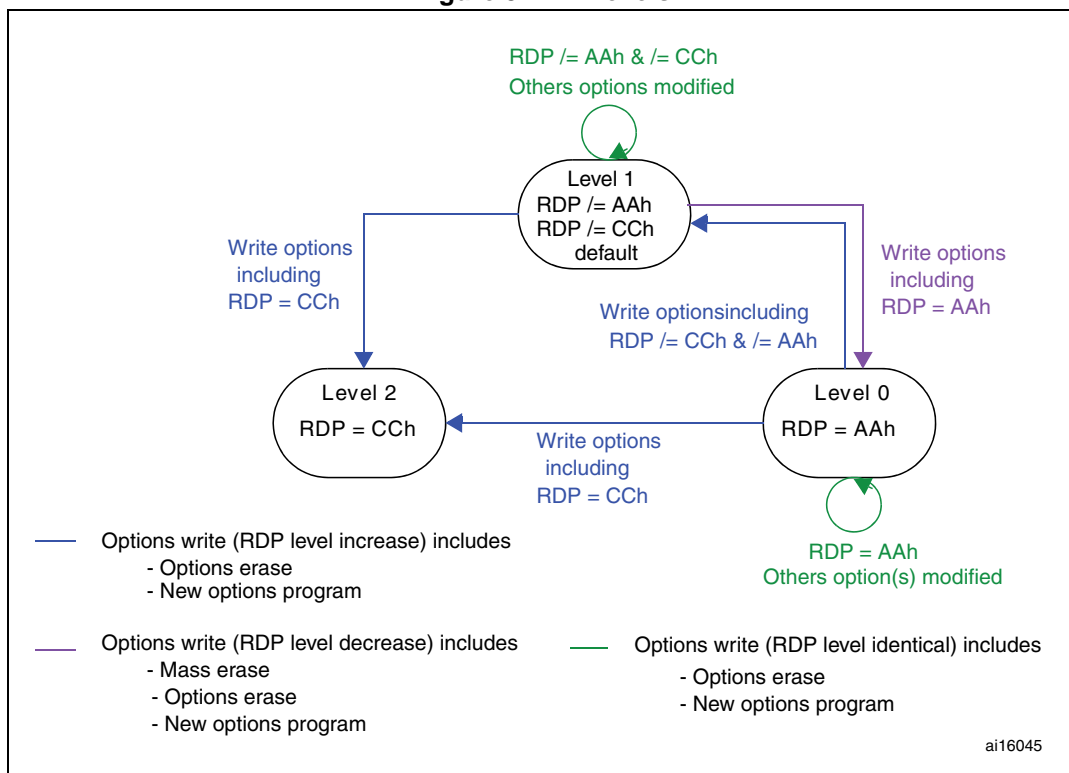 RDP /= AAh & /= CCh
Others options modified
Level 1
RDP /= AAh
RDP /= CCh
default
Write options
including
RDP = CCh
Write options
including
RDP = AAh
Write optionsincluding
RDP /= CCh & /= AAh
Level 2
RDP = CCh
Level 0
RDP = AAh
Write options
including
RDP = CCh
RDP = AAh
Others option(s) modified
Options write (RDP level increase) includes
- Options erase
- New options program
Options write (RDP level decrease) includes
- Mass erase
- Options erase
- New options program
Options write (RDP level identical) includes
- Options erase
- New options program
ai16045